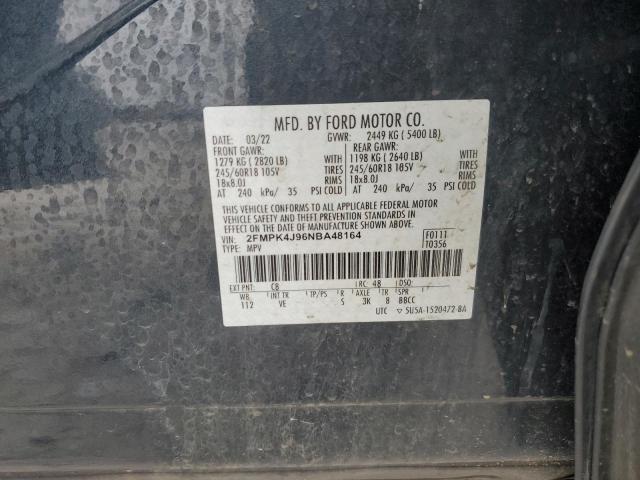 MFD. BY FORD MOTOR CO.
DATE: 03/22 GVWR: 2449 KG ( 5400 LB)
FRONT GAWR: REAR GAWR:
1279 KG ( 2820 LB) 1198 KG ( 2640 LB) WITH
245/60R18 105V TIRES 245/60R18 105V TIRES
18x8.0J RIMS 18x8.0J RIMS
AT 240 kPa/ 35 PSI COLD AT 240 kPa/ 35 PSI COLD
THIS VEHICLE CONFORMS TO ALL APPLICABLE FEDERAL MOTOR
VEHICLE SAFETY AND THEFT PREVENTION STANDARDS IN
EFFECT ON THE DATE OF MANUFACTURE SHOWN ABOVE.
VIN: 2FMPK4J96NBA48164 F0111
TYPE: MPV T0356
EXT PNT: C8 RC: 48 DSO:
WB INT TR TP/PS R AXLE TR SPR
112 VE S 3K 8 BBCC
UTC ▽ 5U5A-1520472-BA